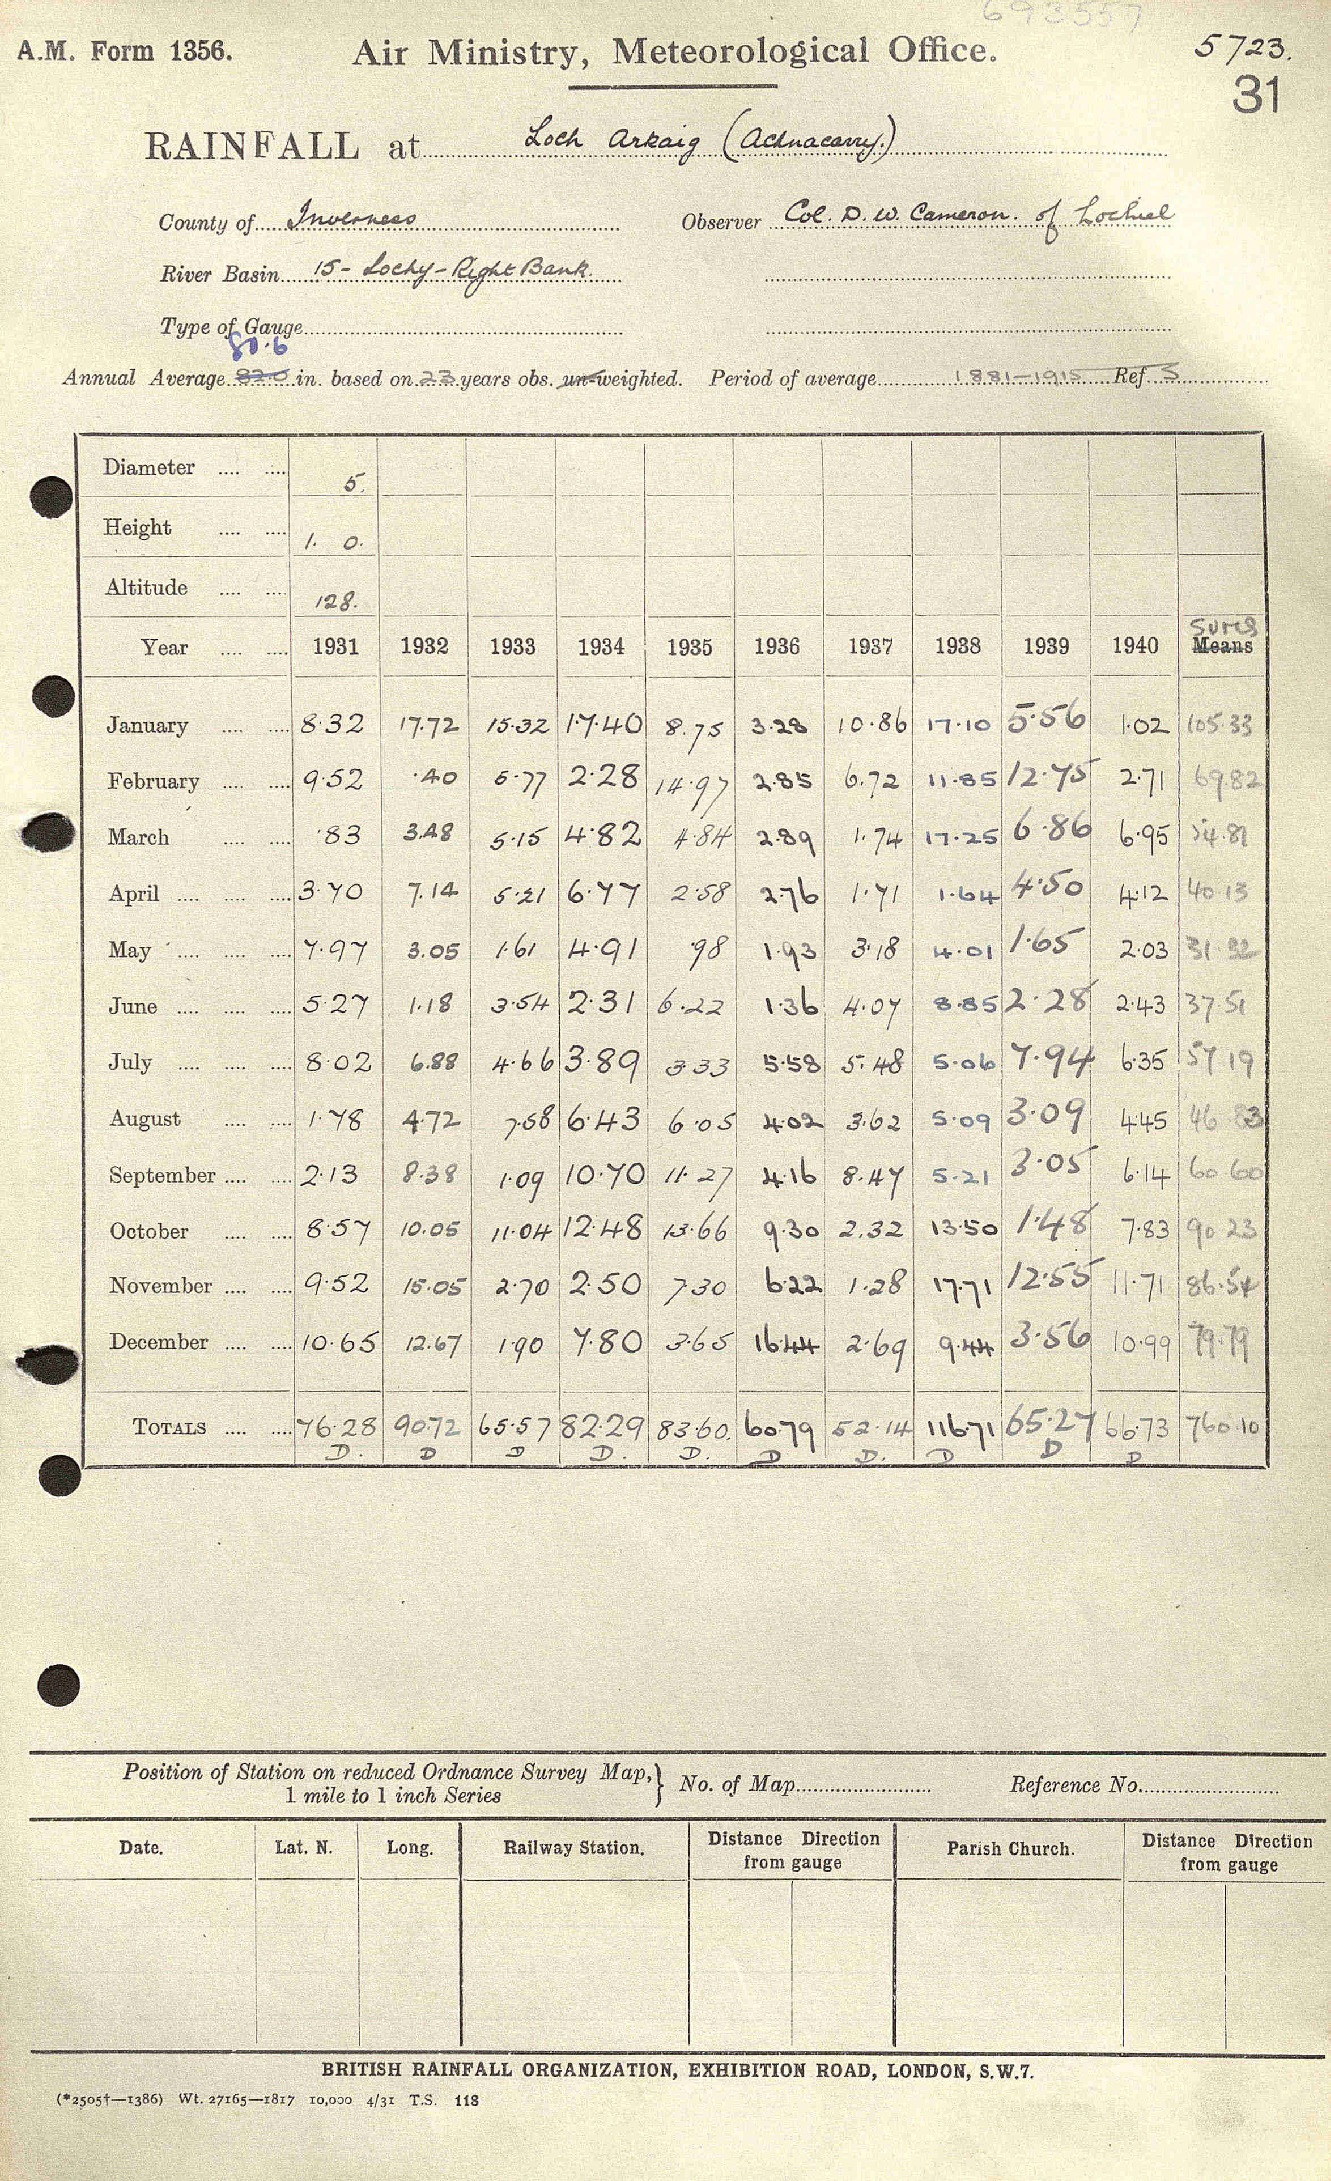 693557
A.M. Form 1356. Air Ministry, Meteorological Office. 5723.
31
RAINFALL at Loch Arkaig (Achnacarry.)
County of Inverness Observer Col. D. W. Cameron. of Lochiel
River Basin 15 - Lochy - Right Bank.
Type of Gauge
80.6
Annual Average 82.0 in. based on 23 years obs. un-weighted. Period of average 1881-1915 Ref. S
Diameter .... .... 5.
Height .... .... 1. 0.
Altitude .... .... 128.
Sums
Year .... .... 1931 1932 1933 1934 1935 1936 1937 1938 1939 1940 Means
January .... .... 8.32 17.72 15.32 17.40 8.75 3.28 10.86 17.10 5.56 1.02 105.33
February .... .... 9.52 .40 5.77 2.28 14.97 2.85 6.72 11.85 12.75 2.71 69.82
March .... .... .83 3.48 5.15 4.82 4.84 2.89 1.74 17.25 6.86 6.95 54.81
April .... .... .... 3.70 7.14 5.21 6.77 2.58 2.76 1.71 1.64 4.50 4.12 40.13
May .... .... .... 7.97 3.05 1.61 4.91 .98 1.93 3.18 4.01 1.65 2.03 31.32
June .... .... .... 5.27 1.18 3.54 2.31 6.22 1.36 4.07 8.85 2.28 2.43 37.51
July .... .... .... 8.02 6.88 4.66 3.89 3.33 5.58 5.48 5.06 7.94 6.35 57.19
August .... .... 1.78 4.72 7.58 6.43 6.05 4.02 3.62 5.09 3.09 4.45 46.83
September .... .... 2.13 8.38 1.09 10.70 11.27 4.16 8.47 5.21 3.05 6.14 60.60
October .... .... 8.57 10.05 11.04 12.48 13.66 9.30 2.32 13.50 1.48 7.83 90.23
November .... .... 9.52 15.05 2.70 2.50 7.30 6.22 1.28 17.71 12.55 11.71 86.54
December .... .... 10.65 12.67 1.90 7.80 3.65 16.44 2.69 9.44 3.56 10.99 79.79
TOTALS .... .... 76.28 90.72 65.57 82.29 83.60. 60.79 52.14 116.71 65.27 66.73 760.10
D. D D D. D. D D. D D D
Position of Station on reduced Ordnance Survey Map, } No. of Map Reference No.
1 mile to 1 inch Series
Date. Lat. N. Long. Railway Station. Distance Direction from gauge Parish Church. Distance Direction from gauge
BRITISH RAINFALL ORGANIZATION, EXHIBITION ROAD, LONDON, S.W.7.
(*2505†—1386) Wt. 27165—1817 10,000 4/31 T.S. 118